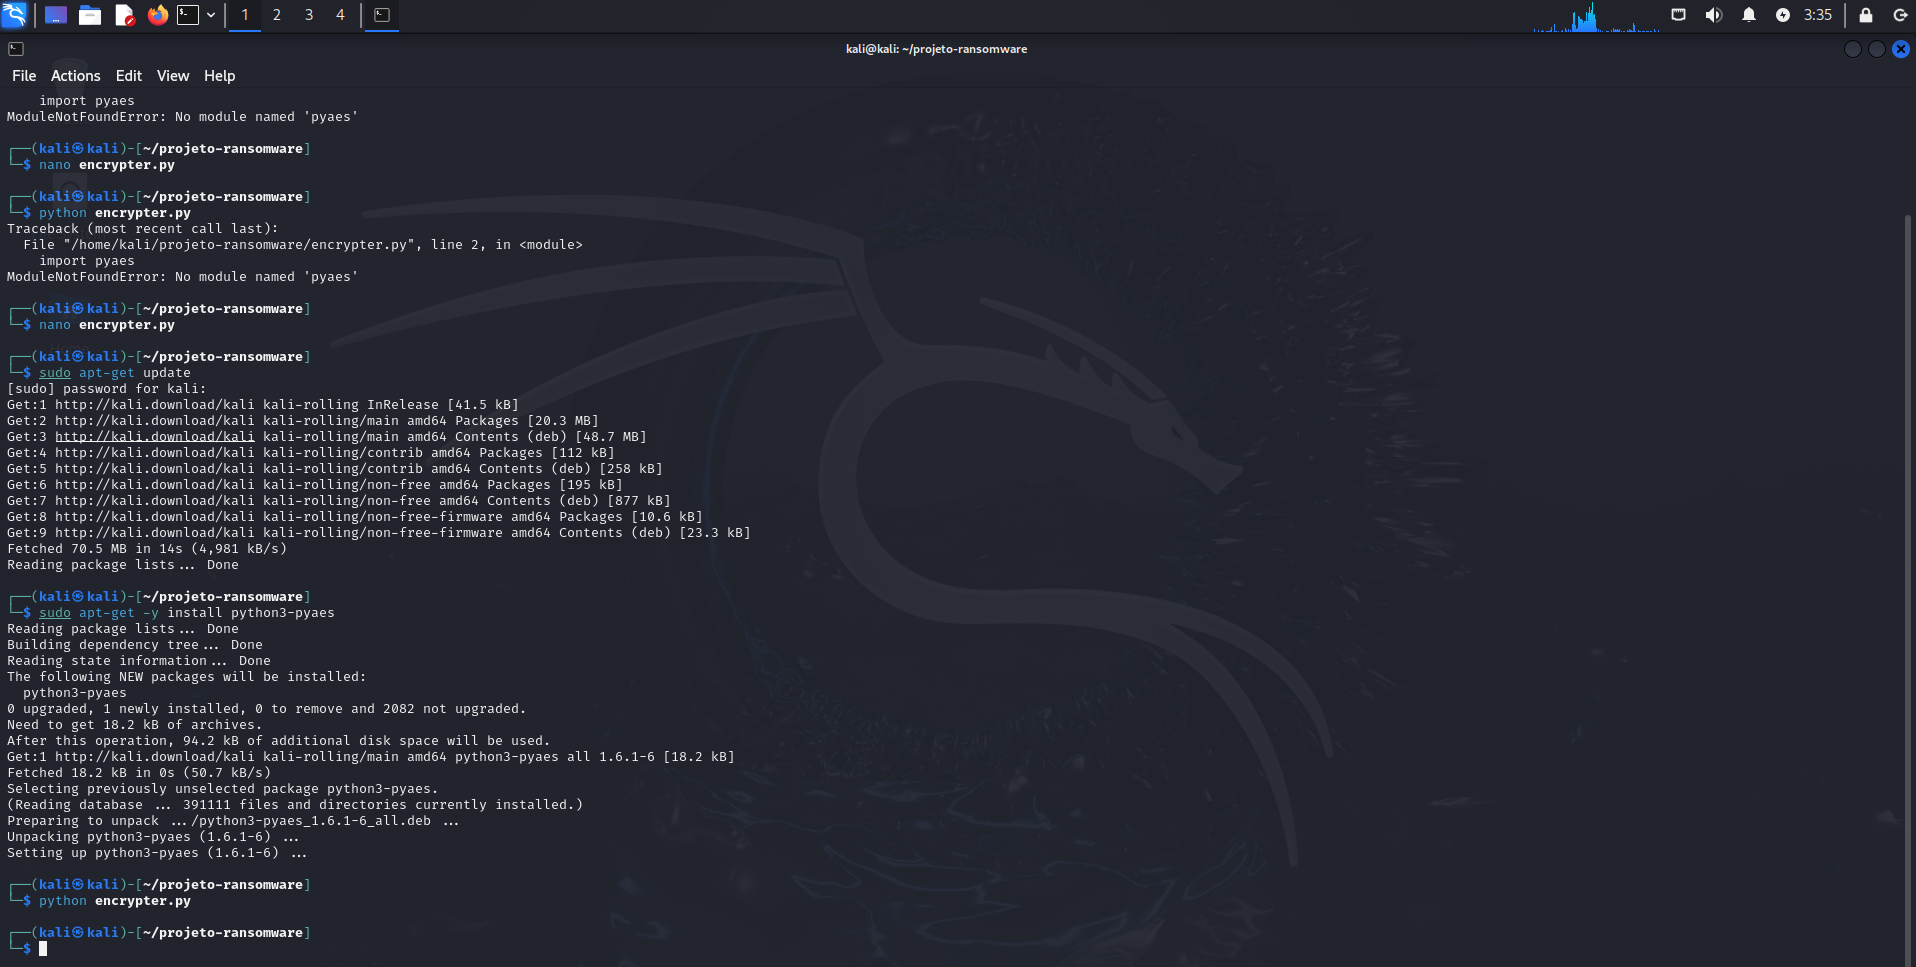 1 2 3 4 3:35
kali@kali: ~/projeto-ransomware
File Actions Edit View Help
import pyaes
ModuleNotFoundError: No module named 'pyaes'
┌──(kali㉿kali)-[~/projeto-ransomware]
└─$ nano encrypter.py
┌──(kali㉿kali)-[~/projeto-ransomware]
└─$ python encrypter.py
Traceback (most recent call last):
File "/home/kali/projeto-ransomware/encrypter.py", line 2, in <module>
import pyaes
ModuleNotFoundError: No module named 'pyaes'
┌──(kali㉿kali)-[~/projeto-ransomware]
└─$ nano encrypter.py
┌──(kali㉿kali)-[~/projeto-ransomware]
└─$ sudo apt-get update
[sudo] password for kali:
Get:1 http://kali.download/kali kali-rolling InRelease [41.5 kB]
Get:2 http://kali.download/kali kali-rolling/main amd64 Packages [20.3 MB]
Get:3 http://kali.download/kali kali-rolling/main amd64 Contents (deb) [48.7 MB]
Get:4 http://kali.download/kali kali-rolling/contrib amd64 Packages [112 kB]
Get:5 http://kali.download/kali kali-rolling/contrib amd64 Contents (deb) [258 kB]
Get:6 http://kali.download/kali kali-rolling/non-free amd64 Packages [195 kB]
Get:7 http://kali.download/kali kali-rolling/non-free amd64 Contents (deb) [877 kB]
Get:8 http://kali.download/kali kali-rolling/non-free-firmware amd64 Packages [10.6 kB]
Get:9 http://kali.download/kali kali-rolling/non-free-firmware amd64 Contents (deb) [23.3 kB]
Fetched 70.5 MB in 14s (4,981 kB/s)
Reading package lists... Done
┌──(kali㉿kali)-[~/projeto-ransomware]
└─$ sudo apt-get -y install python3-pyaes
Reading package lists... Done
Building dependency tree... Done
Reading state information... Done
The following NEW packages will be installed:
python3-pyaes
0 upgraded, 1 newly installed, 0 to remove and 2082 not upgraded.
Need to get 18.2 kB of archives.
After this operation, 94.2 kB of additional disk space will be used.
Get:1 http://kali.download/kali kali-rolling/main amd64 python3-pyaes all 1.6.1-6 [18.2 kB]
Fetched 18.2 kB in 0s (50.7 kB/s)
Selecting previously unselected package python3-pyaes.
(Reading database ... 391111 files and directories currently installed.)
Preparing to unpack .../python3-pyaes_1.6.1-6_all.deb ...
Unpacking python3-pyaes (1.6.1-6) ...
Setting up python3-pyaes (1.6.1-6) ...
┌──(kali㉿kali)-[~/projeto-ransomware]
└─$ python encrypter.py
┌──(kali㉿kali)-[~/projeto-ransomware]
└─$